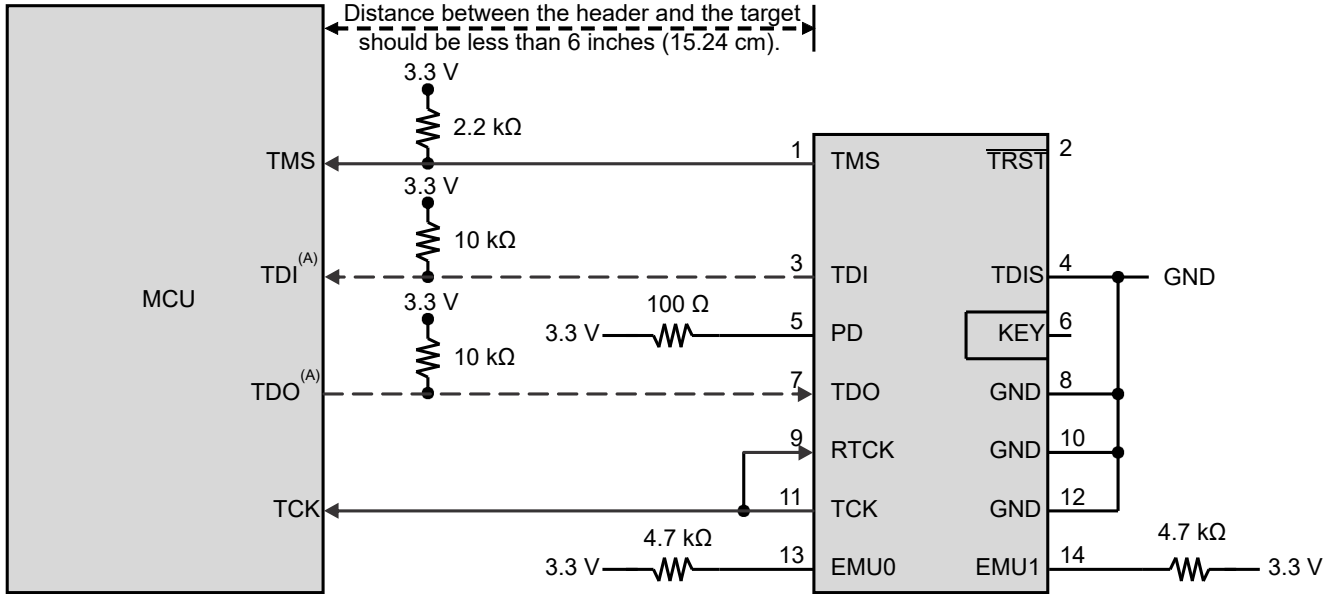 Distance between the header and the target
should be less than 6 inches (15.24 cm).
3.3 V
2.2 kΩ
TMS
1
TMS
TRST
2
3.3 V
10 kΩ
TDI(A)
3
TDI
TDIS
4
GND
MCU
3.3 V
100 Ω
3.3 V
5
PD
KEY
6
10 kΩ
TDO(A)
7
TDO
GND
8
9
RTCK
GND
10
TCK
11
TCK
GND
12
4.7 kΩ
3.3 V
13
EMU0
EMU1
14
4.7 kΩ
3.3 V